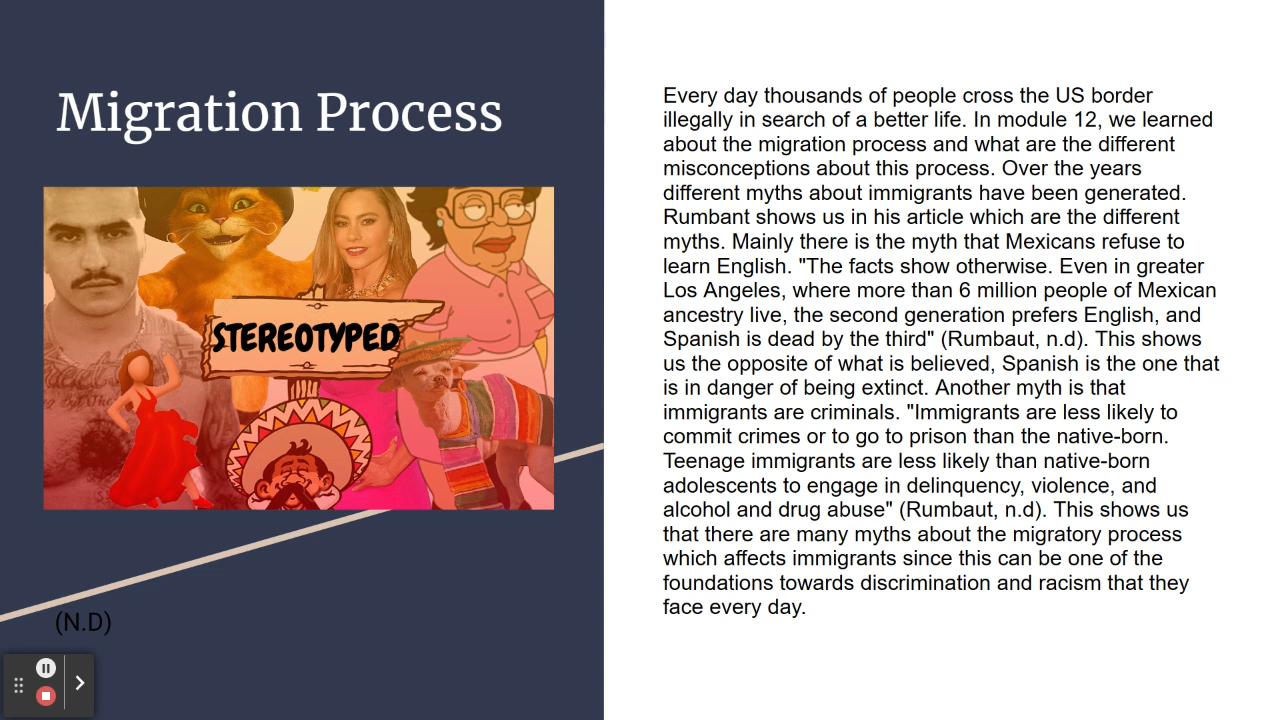 Migration Process
STEREOTYPED
(N.D)
Every day thousands of people cross the US border
illegally in search of a better life. In module 12, we learned
about the migration process and what are the different
misconceptions about this process. Over the years
different myths about immigrants have been generated.
Rumbant shows us in his article which are the different
myths. Mainly there is the myth that Mexicans refuse to
learn English. "The facts show otherwise. Even in greater
Los Angeles, where more than 6 million people of Mexican
ancestry live, the second generation prefers English, and
Spanish is dead by the third" (Rumbaut, n.d). This shows
us the opposite of what is believed, Spanish is the one that
is in danger of being extinct. Another myth is that
immigrants are criminals. "Immigrants are less likely to
commit crimes or to go to prison than the native-born.
Teenage immigrants are less likely than native-born
adolescents to engage in delinquency, violence, and
alcohol and drug abuse" (Rumbaut, n.d). This shows us
that there are many myths about the migratory process
which affects immigrants since this can be one of the
foundations towards discrimination and racism that they
face every day.